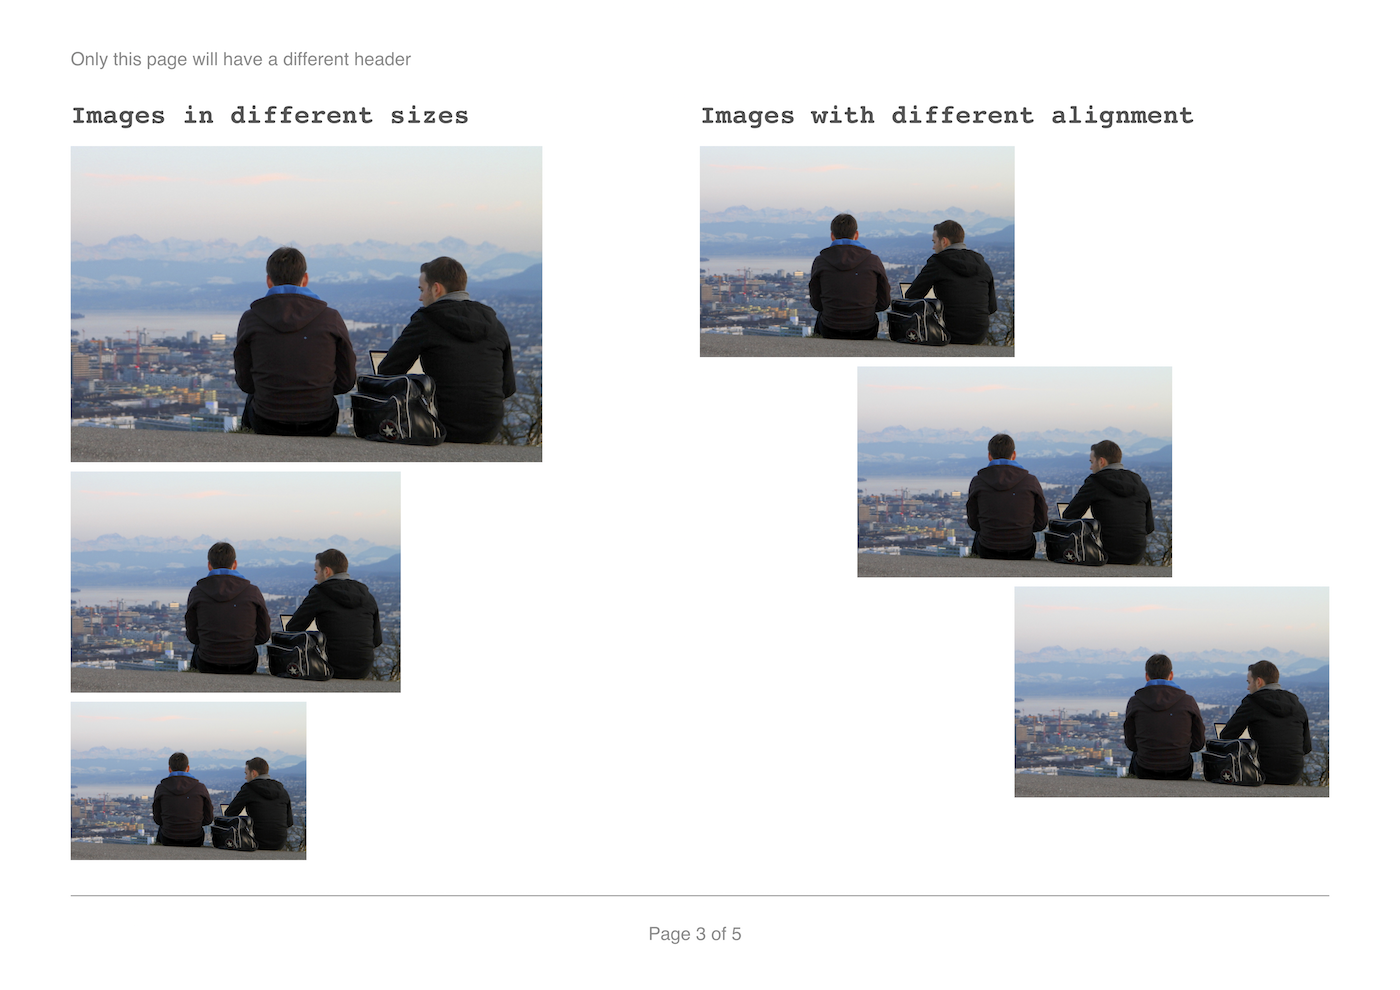 Only this page will have a different header
Images in different sizes
Images with different alignment
Page 3 of 5